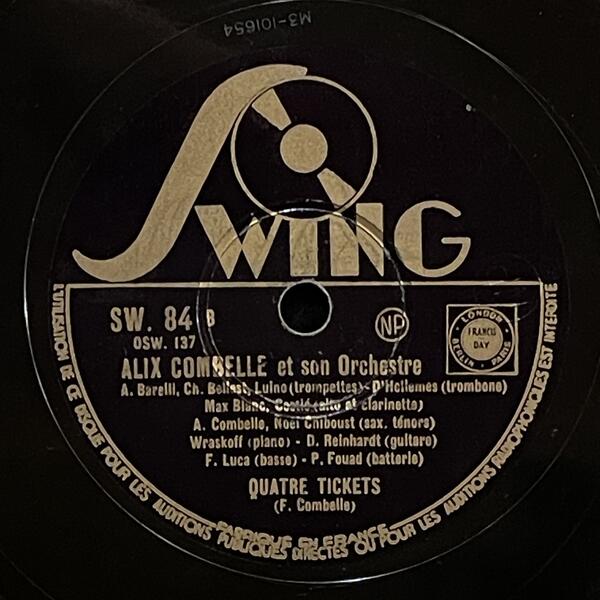 M3-101654
SWING
SW. 84 B
OSW. 137
NP
LONDON
FRANCIS
DAY
BERLIN - PARIS
ALIX COMBELLE et son Orchestre
A. Barelli, Ch. Bellest, Luino (trompettes) - D'Hellemes (trombone)
Max Blanc, Costié (alto et clarinette)
A. Combelle, Noël Chiboust (sax. ténors)
Wraskoff (piano) - D. Reinhardt (guitare)
F. Luca (basse) - P. Fouad (batterie)
QUATRE TICKETS
(F. Combelle)
FABRIQUÉ EN FRANCE
L'UTILISATION DE CE DISQUE POUR LES AUDITIONS PUBLIQUES DIRECTES OU POUR LES AUDITIONS RADIOPHONIQUES EST INTERDITE